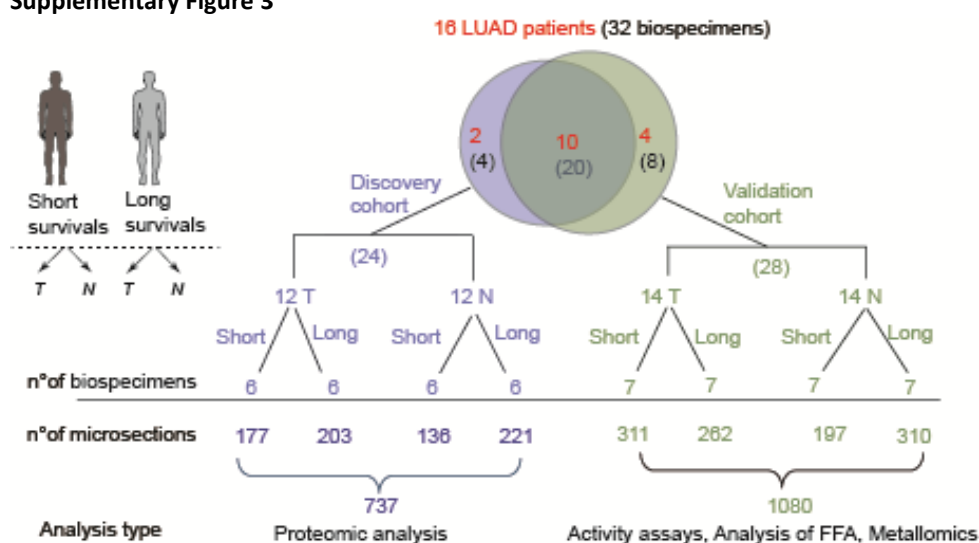 Supplementary Figure 3
16 LUAD patients (32 biospecimens)
2
(4)
10
(20)
4
(8)
Short
survivals
Long
survivals
T N T N
Discovery
cohort
Validation
cohort
(24)
(28)
12 T 12 N 14 T 14 N
Short Long Short Long Short Long Short Long
n°of biospecimens 6 6 6 6 7 7 7 7
n°of microsections 177 203 136 221 311 262 197 310
737 1080
Analysis type Proteomic analysis Activity assays, Analysis of FFA, Metallomics